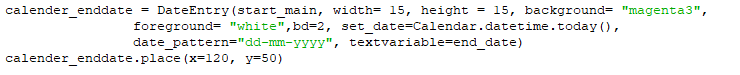 calender_enddate = DateEntry(start_main, width= 15, height = 15, background= "magenta3",
foreground= "white",bd=2, set_date=Calendar.datetime.today(),
date_pattern="dd-mm-yyyy", textvariable=end_date)
calender_enddate.place(x=120, y=50)